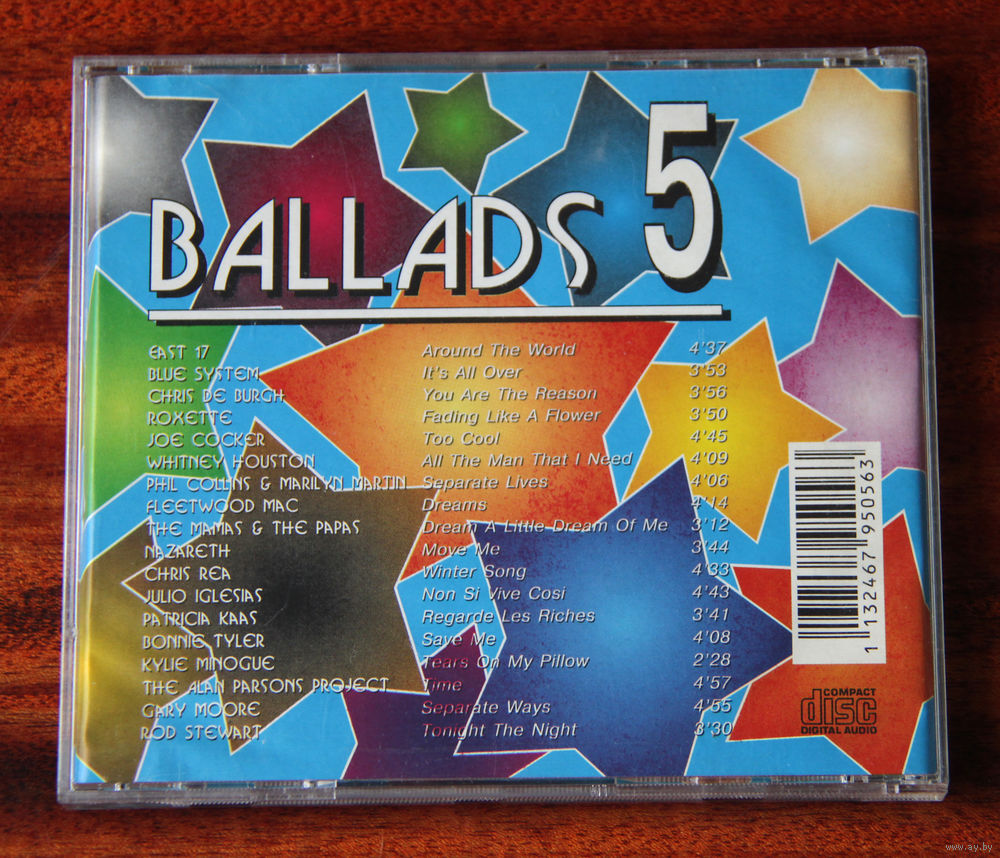 BALLADS 5
EAST 17 Around The World 4'37
BLUE SYSTEM It's All Over 3'53
CHRIS DE BURGH You Are The Reason 3'56
ROXETTE Fading Like A Flower 3'50
JOE COCKER Too Cool 4'45
WHITNEY HOUSTON All The Man That I Need 4'09
PHIL COLLINS & MARILYN MARTIN Separate Lives 4'06
FLEETWOOD MAC Dreams 4'14
THE MAMAS & THE PAPAS Dream A Little Dream Of Me 3'12
NAZARETH Move Me 3'44
CHRIS REA Winter Song 4'33
JULIO IGLESIAS Non Si Vive Cosi 4'43
PATRICIA KAAS Regarde Les Riches 3'41
BONNIE TYLER Save Me 4'08
KYLIE MINOGUE Tears On My Pillow 2'28
THE ALAN PARSONS PROJECT Time 4'57
GARY MOORE Separate Ways 4'55
ROD STEWART Tonight The Night 3'30
1 132467 950563
COMPACT
disc
DIGITAL AUDIO
www.ay.by